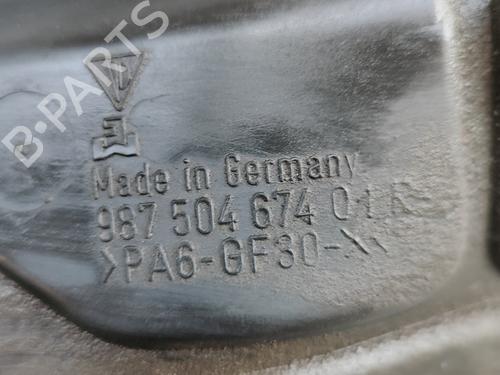 B-PARTS
Made in Germany
987 504 674 01 R
>PA6-GF30-X<